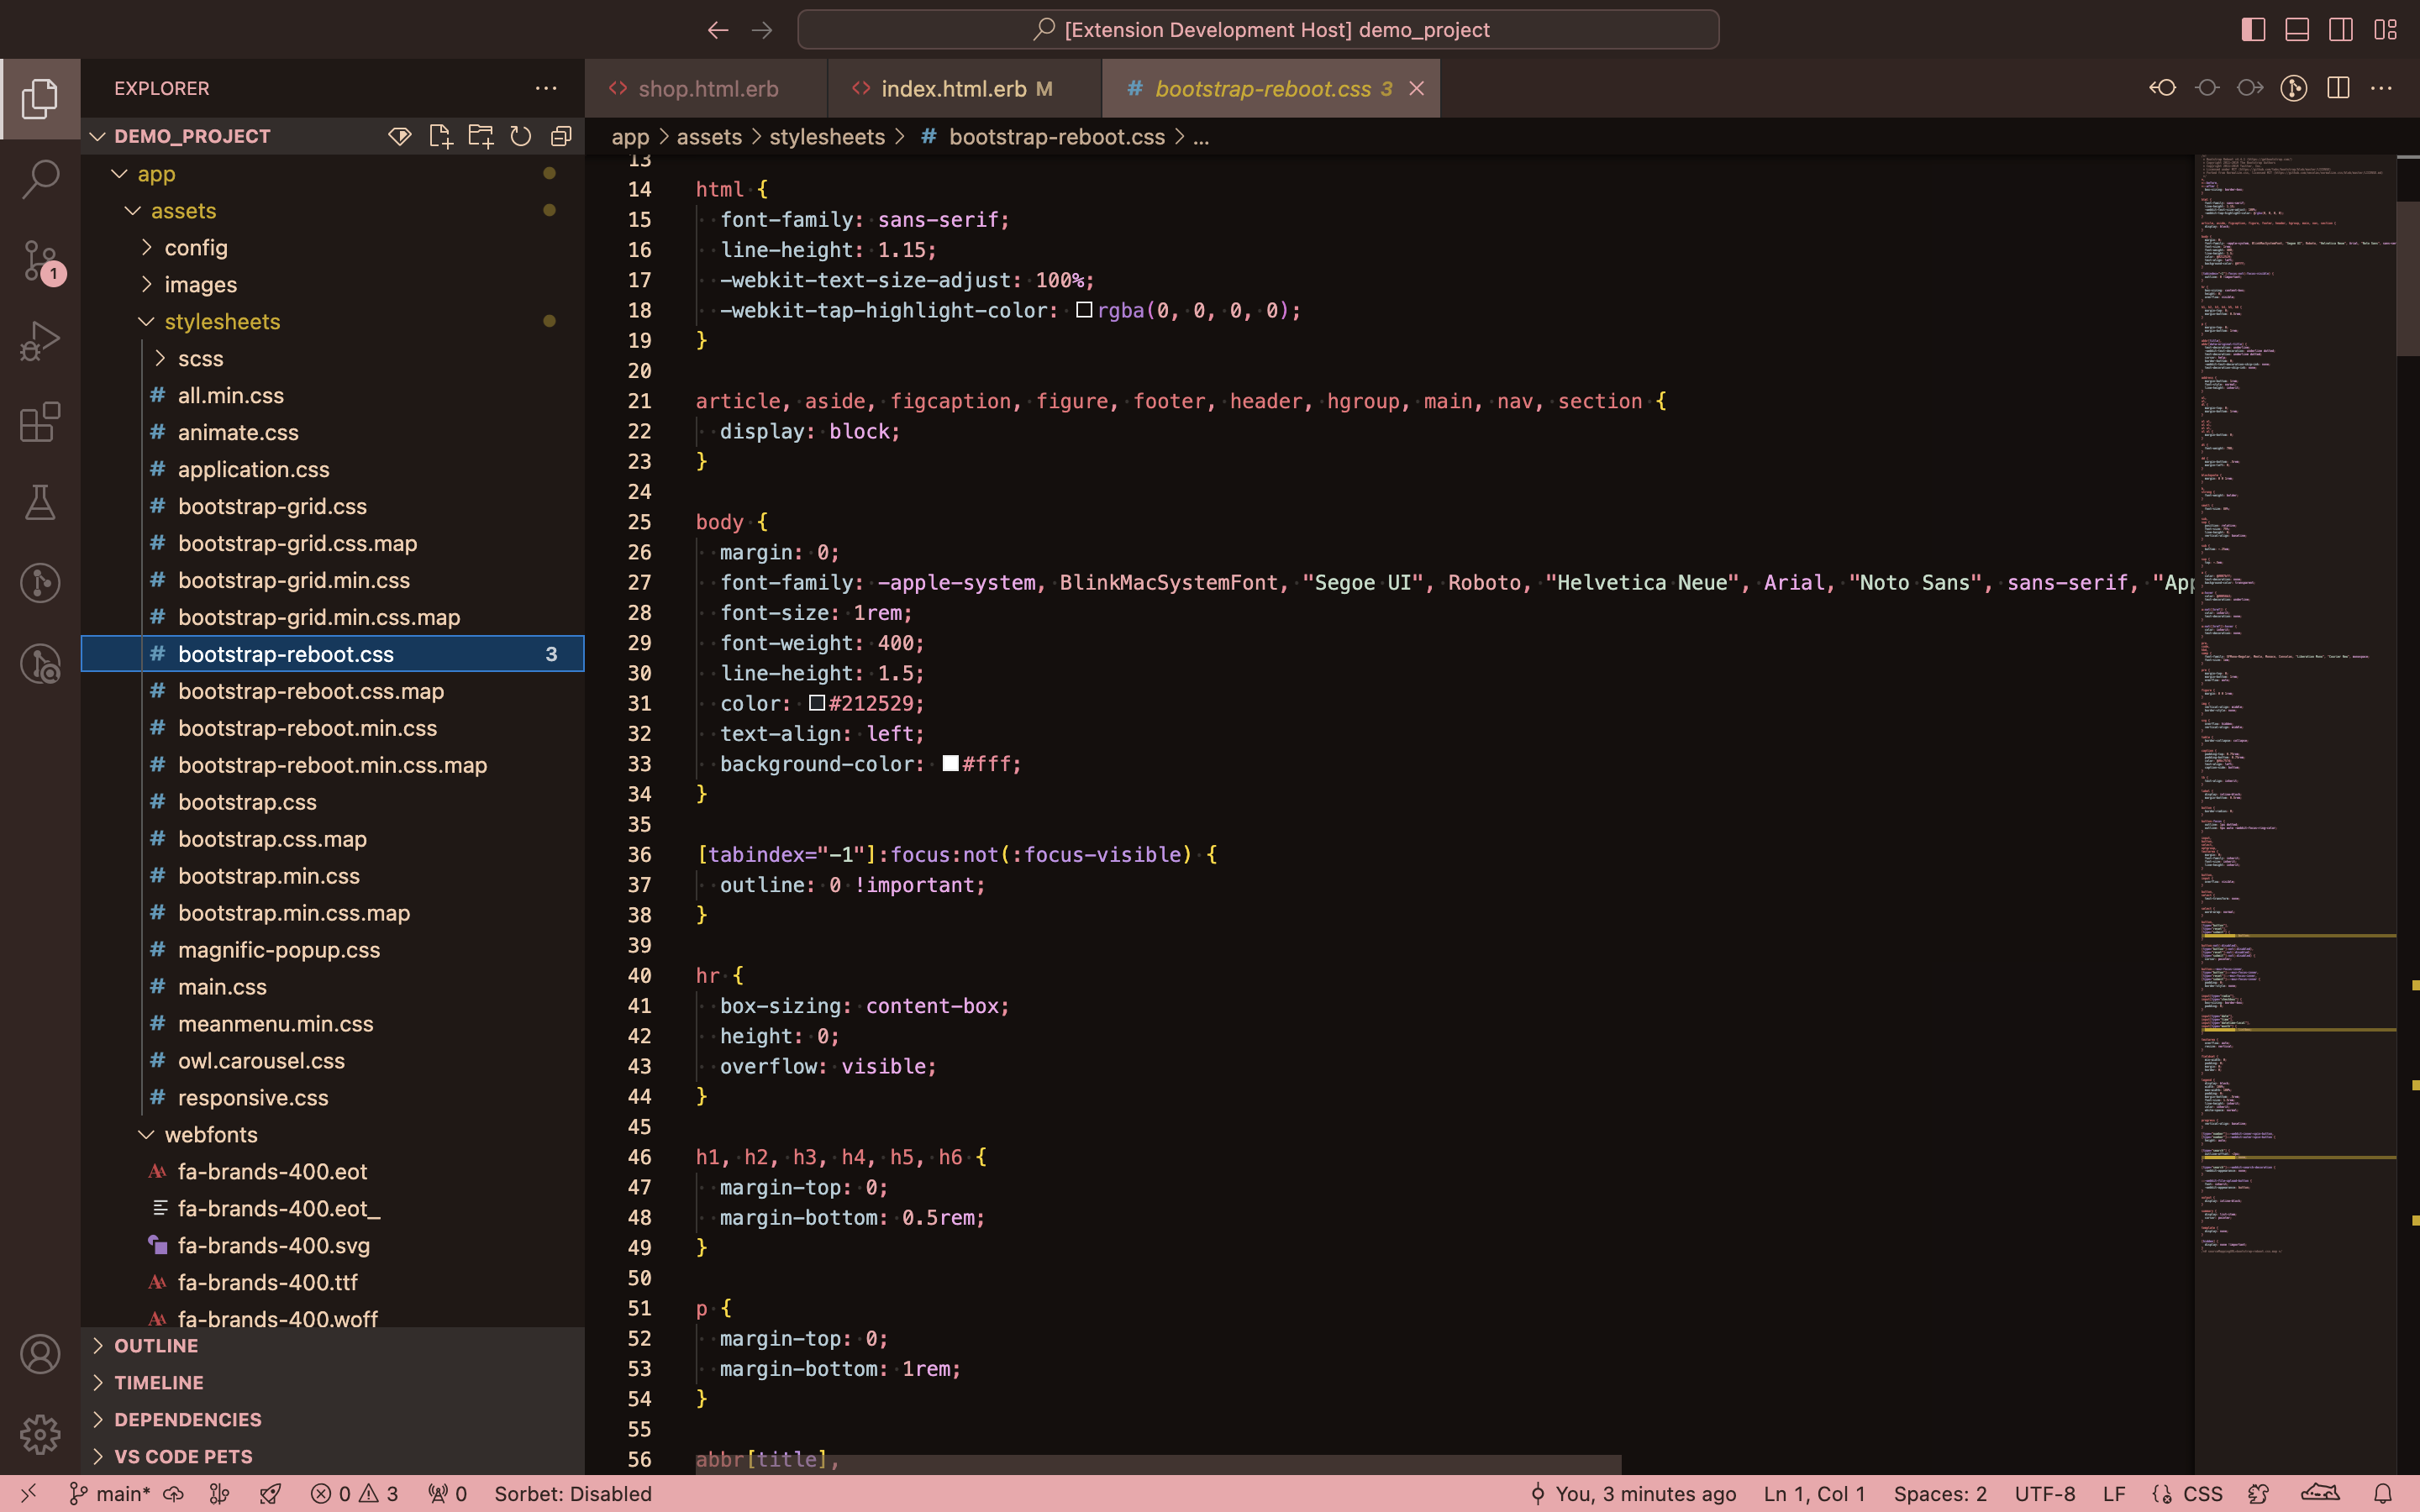 [Extension Development Host] demo_project
EXPLORER
shop.html.erb
index.html.erb M
# bootstrap-reboot.css 3
DEMO_PROJECT
app > assets > stylesheets > # bootstrap-reboot.css > ...
app
assets
config
images
stylesheets
scss
# all.min.css
# animate.css
# application.css
# bootstrap-grid.css
# bootstrap-grid.css.map
# bootstrap-grid.min.css
# bootstrap-grid.min.css.map
# bootstrap-reboot.css 3
# bootstrap-reboot.css.map
# bootstrap-reboot.min.css
# bootstrap-reboot.min.css.map
# bootstrap.css
# bootstrap.css.map
# bootstrap.min.css
# bootstrap.min.css.map
# magnific-popup.css
# main.css
# meanmenu.min.css
# owl.carousel.css
# responsive.css
webfonts
fa-brands-400.eot
fa-brands-400.eot_
fa-brands-400.svg
fa-brands-400.ttf
fa-brands-400.woff
OUTLINE
TIMELINE
DEPENDENCIES
VS CODE PETS
1
13
14 html {
15 font-family: sans-serif;
16 line-height: 1.15;
17 -webkit-text-size-adjust: 100%;
18 -webkit-tap-highlight-color: rgba(0, 0, 0, 0);
19 }
20
21 article, aside, figcaption, figure, footer, header, hgroup, main, nav, section {
22 display: block;
23 }
24
25 body {
26 margin: 0;
27 font-family: -apple-system, BlinkMacSystemFont, "Segoe UI", Roboto, "Helvetica Neue", Arial, "Noto Sans", sans-serif, "App
28 font-size: 1rem;
29 font-weight: 400;
30 line-height: 1.5;
31 color: #212529;
32 text-align: left;
33 background-color: #fff;
34 }
35
36 [tabindex="-1"]:focus:not(:focus-visible) {
37 outline: 0 !important;
38 }
39
40 hr {
41 box-sizing: content-box;
42 height: 0;
43 overflow: visible;
44 }
45
46 h1, h2, h3, h4, h5, h6 {
47 margin-top: 0;
48 margin-bottom: 0.5rem;
49 }
50
51 p {
52 margin-top: 0;
53 margin-bottom: 1rem;
54 }
55
56 abbr[title],
main* 0 3 0 Sorbet: Disabled
You, 3 minutes ago Ln 1, Col 1 Spaces: 2 UTF-8 LF CSS